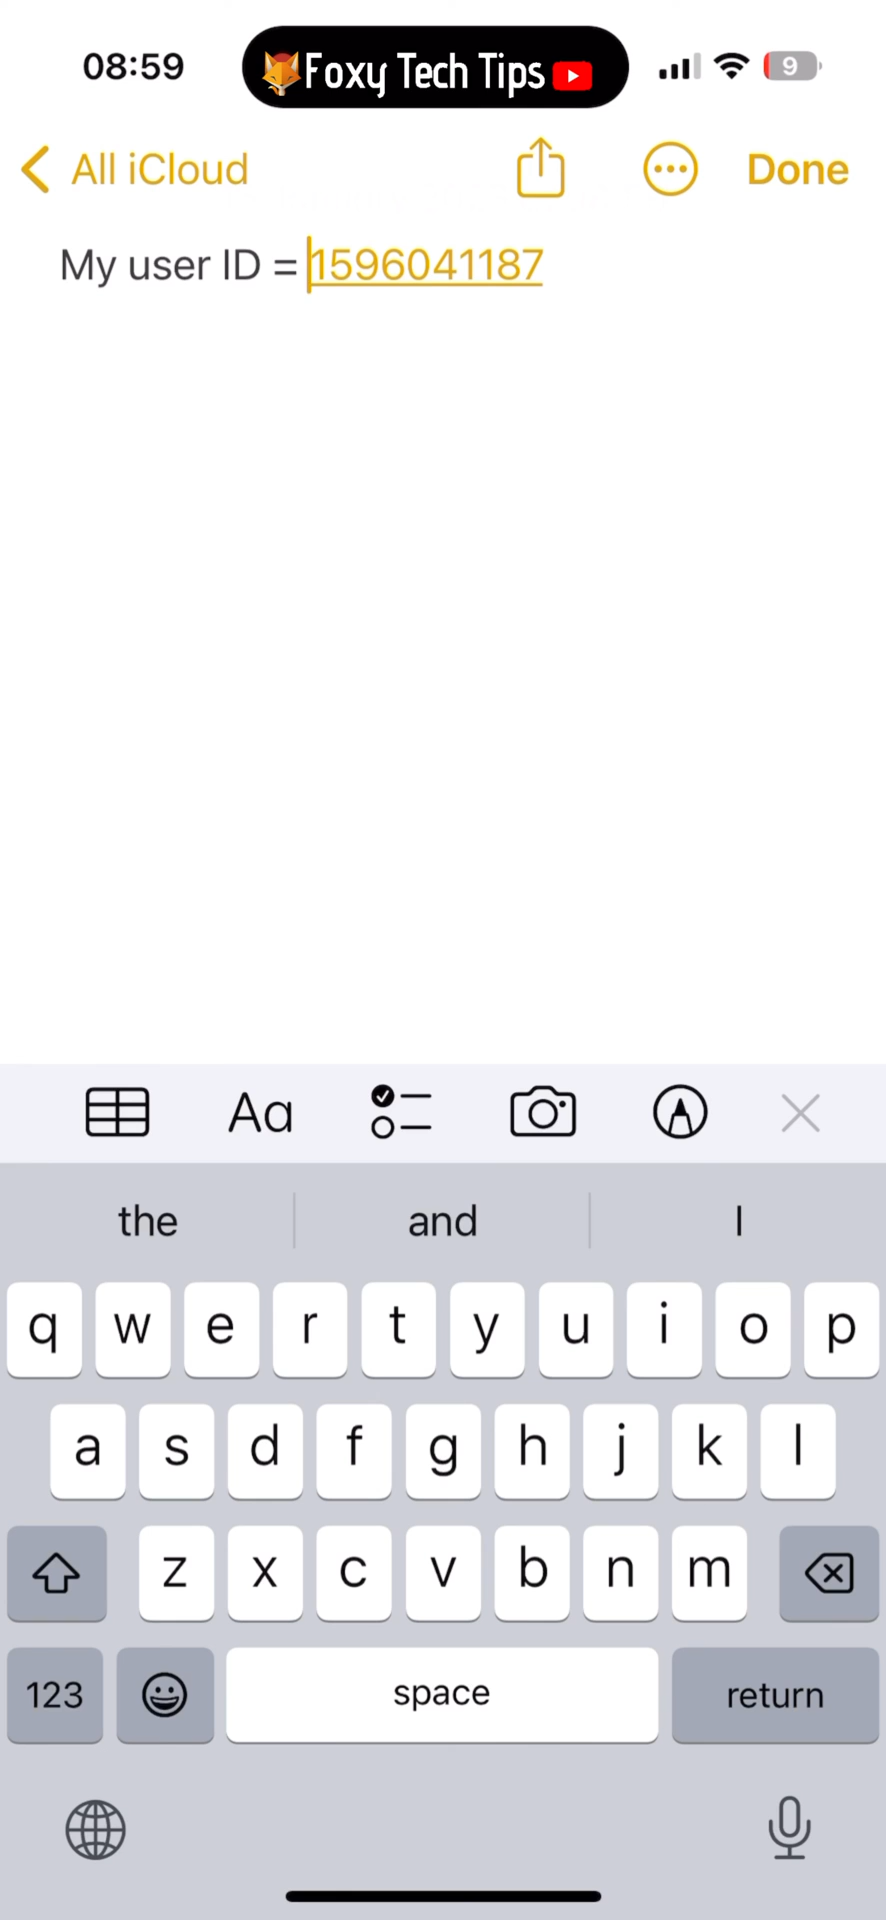 08:59
Foxy Tech Tips
9
All iCloud
Done
My user ID = 1596041187
Aa
the and I
q w e r t y u i o p
a s d f g h j k l
z x c v b n m
123 space return